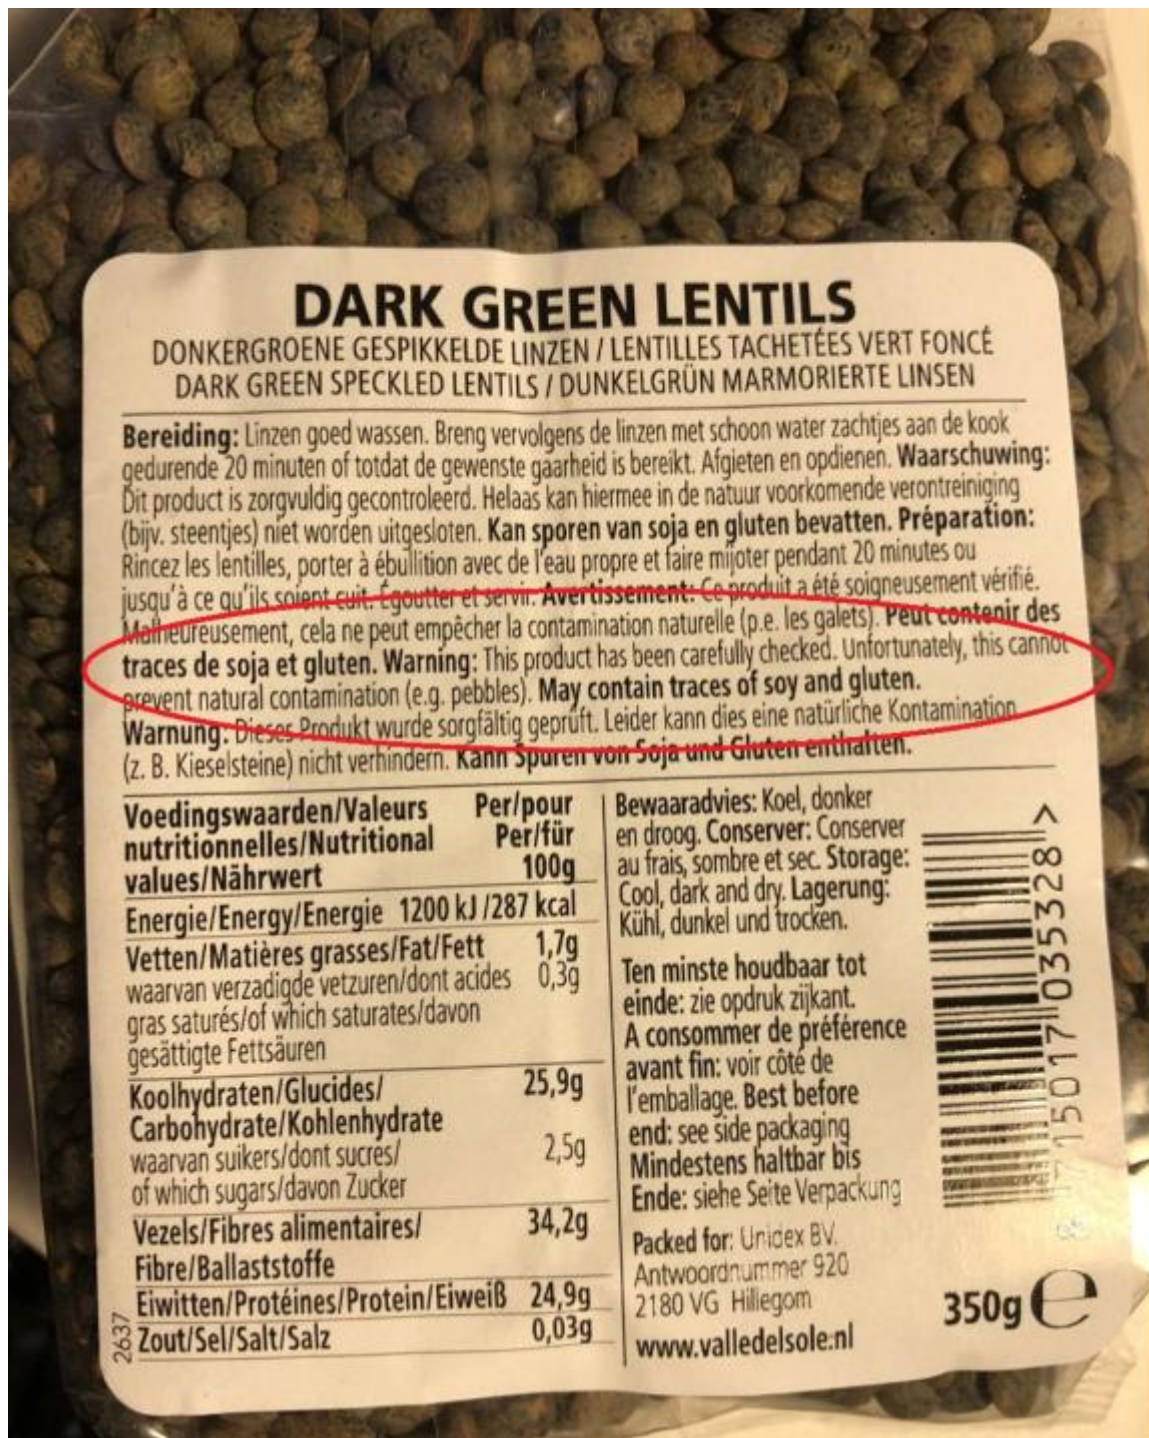 DARK GREEN LENTILS
DONKERGROENE GESPIKKELDE LINZEN / LENTILLES TACHETÉES VERT FONCÉ
DARK GREEN SPECKLED LENTILS / DUNKELGRÜN MARMORIERTE LINSEN
Bereiding: Linzen goed wassen. Breng vervolgens de linzen met schoon water zachtjes aan de kook
gedurende 20 minuten of totdat de gewenste gaarheid is bereikt. Afgieten en opdienen. Waarschuwing:
Dit product is zorgvuldig gecontroleerd. Helaas kan hiermee in de natuur voorkomende verontreiniging
(bijv. steentjes) niet worden uitgesloten. Kan sporen van soja en gluten bevatten. Préparation:
Rincez les lentilles, porter à ébullition avec de l'eau propre et faire mijoter pendant 20 minutes ou
jusqu'à ce qu'ils soient cuit. Égoutter et servir. Avertissement: Ce produit a été soigneusement vérifié.
Malheureusement, cela ne peut empêcher la contamination naturelle (p.e. les galets). Peut contenir des
traces de soja et gluten. Warning: This product has been carefully checked. Unfortunately, this cannot
prevent natural contamination (e.g. pebbles). May contain traces of soy and gluten.
Warnung: Dieses Produkt wurde sorgfältig geprüft. Leider kann dies eine natürliche Kontamination
(z. B. Kieselsteine) nicht verhindern. Kann Spuren von Soja und Gluten enthalten.
Voedingswaarden/Valeurs Per/pour
nutritionnelles/Nutritional Per/für
values/Nährwert 100g
Energie/Energy/Energie 1200 kJ /287 kcal
Vetten/Matières grasses/Fat/Fett 1,7g
waarvan verzadigde vetzuren/dont acides 0,3g
gras saturés/of which saturates/davon
gesättigte Fettsäuren
Koolhydraten/Glucides/ 25,9g
Carbohydrate/Kohlenhydrate
waarvan suikers/dont sucres/ 2,5g
of which sugars/davon Zucker
Vezels/Fibres alimentaires/ 34,2g
Fibre/Ballaststoffe
Eiwitten/Protéines/Protein/Eiweiß 24,9g
Zout/Sel/Salt/Salz 0,03g
2637
Bewaaradvies: Koel, donker
en droog. Conserver: Conserver
au frais, sombre et sec. Storage:
Cool, dark and dry. Lagerung:
Kühl, dunkel und trocken.
Ten minste houdbaar tot
einde: zie opdruk zijkant.
A consommer de préférence
avant fin: voir côté de
l'emballage. Best before
end: see side packaging
Mindestens haltbar bis
Ende: siehe Seite Verpackung
Packed for: Unidex BV.
Antwoordnummer 920
2180 VG Hillegom
www.valledelsole.nl
035328 >
350g e